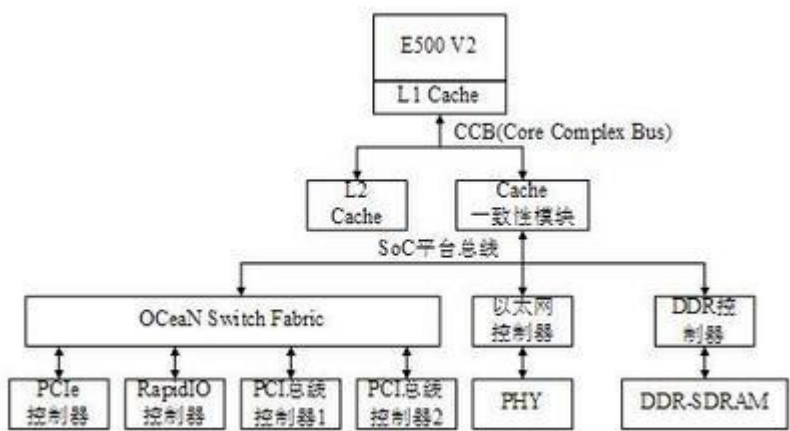 E500 V2
L1 Cache
CCB(Core Complex Bus)
L2
Cache
Cache
一致性模块
SoC平台总线
OCeaN Switch Fabric
以太网
控制器
DDR控
制器
PCIe
控制器
RapidIO
控制器
PCI总线
控制器1
PCI总线
控制器2
PHY
DDR-SDRAM